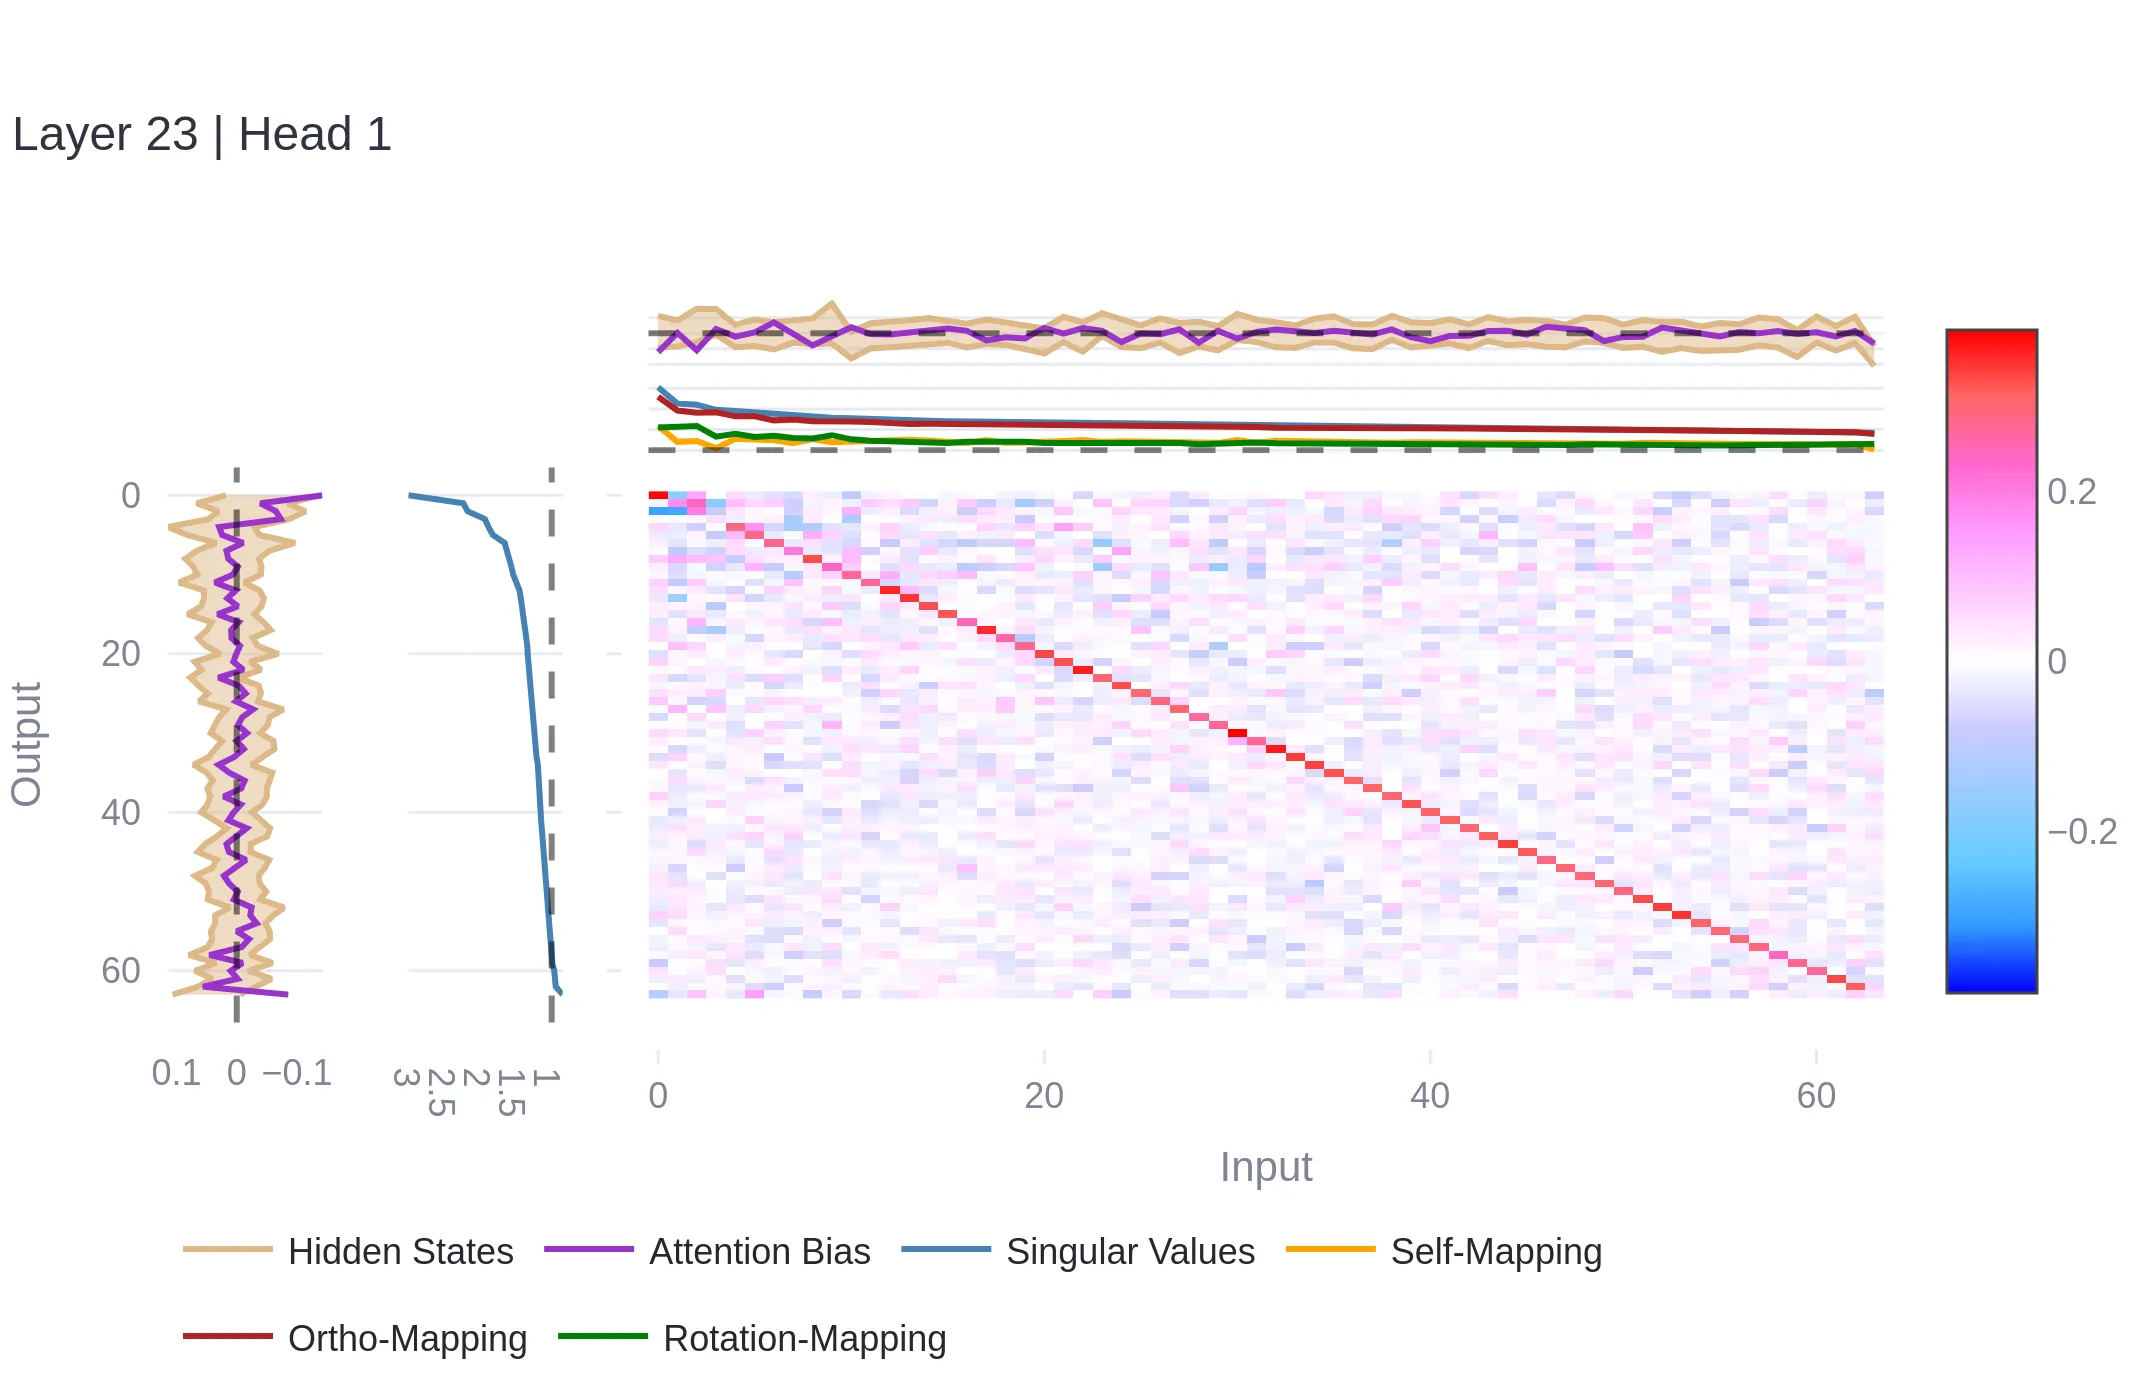 Layer 23 | Head 1
0
20
40
60
Output
0.1 0 −0.1
3 2.5 2 1.5 1
0 20 40 60
Input
0.2
0
−0.2
Hidden States Attention Bias Singular Values Self-Mapping
Ortho-Mapping Rotation-Mapping